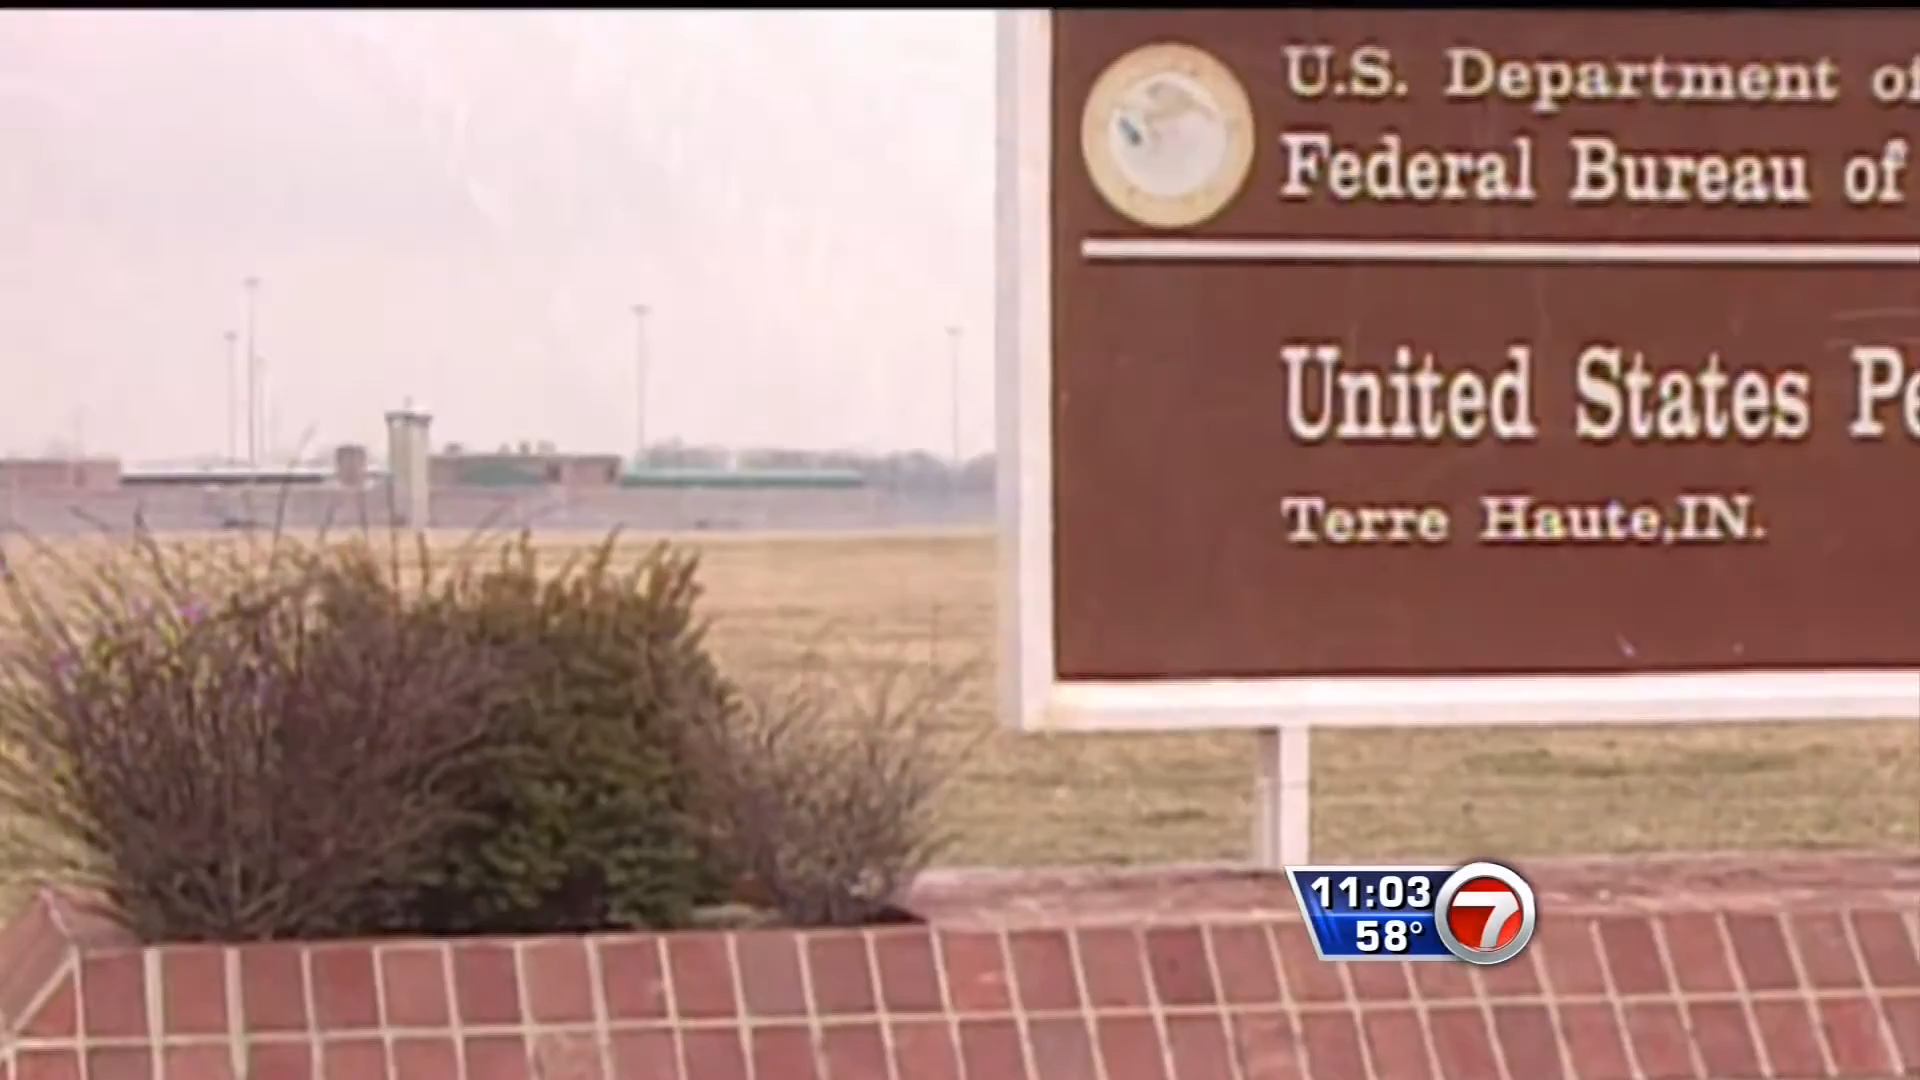 U.S. Department of
Federal Bureau of
United States Pe
Terre Haute,IN.
11:03
58°
7